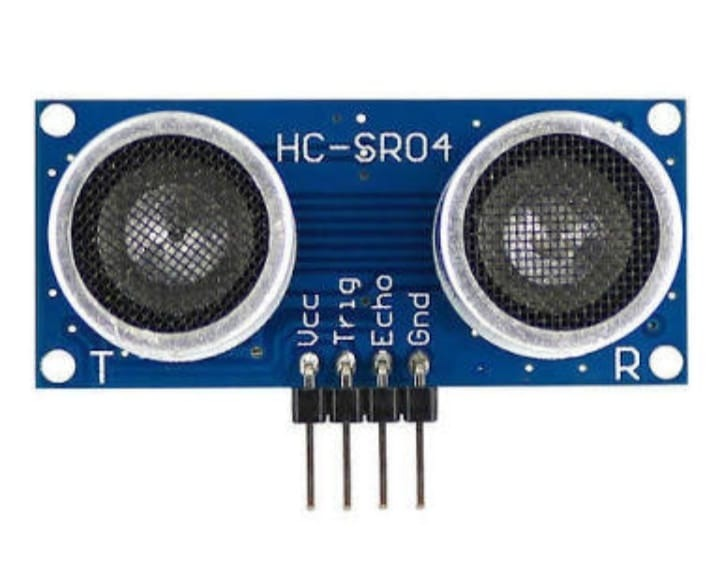 HC-SR04
Vcc
Trig
Echo
Gnd
T
R